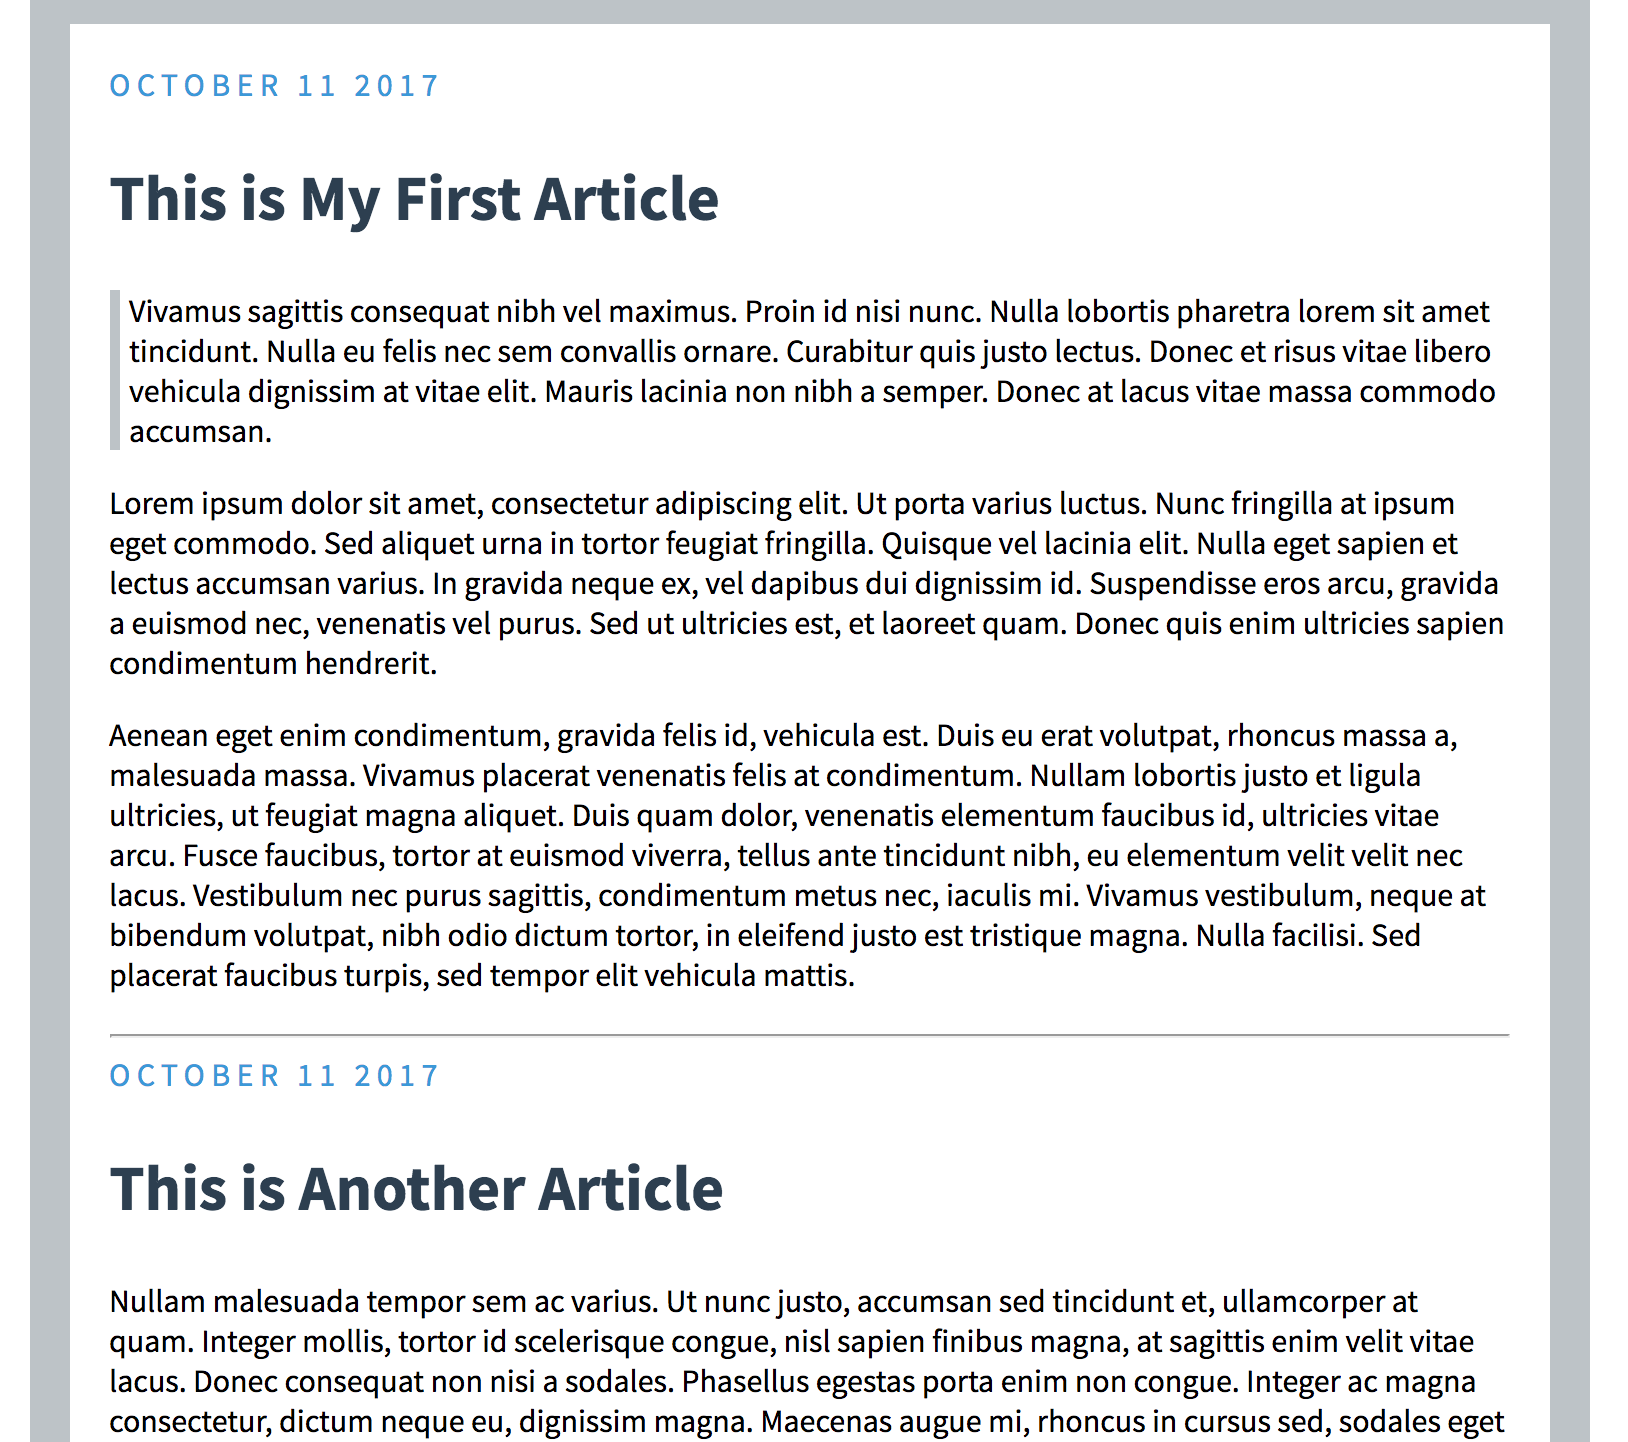 OCTOBER 11 2017
This is My First Article
Vivamus sagittis consequat nibh vel maximus. Proin id nisi nunc. Nulla lobortis pharetra lorem sit amet
tincidunt. Nulla eu felis nec sem convallis ornare. Curabitur quis justo lectus. Donec et risus vitae libero
vehicula dignissim at vitae elit. Mauris lacinia non nibh a semper. Donec at lacus vitae massa commodo
accumsan.
Lorem ipsum dolor sit amet, consectetur adipiscing elit. Ut porta varius luctus. Nunc fringilla at ipsum
eget commodo. Sed aliquet urna in tortor feugiat fringilla. Quisque vel lacinia elit. Nulla eget sapien et
lectus accumsan varius. In gravida neque ex, vel dapibus dui dignissim id. Suspendisse eros arcu, gravida
a euismod nec, venenatis vel purus. Sed ut ultricies est, et laoreet quam. Donec quis enim ultricies sapien
condimentum hendrerit.
Aenean eget enim condimentum, gravida felis id, vehicula est. Duis eu erat volutpat, rhoncus massa a,
malesuada massa. Vivamus placerat venenatis felis at condimentum. Nullam lobortis justo et ligula
ultricies, ut feugiat magna aliquet. Duis quam dolor, venenatis elementum faucibus id, ultricies vitae
arcu. Fusce faucibus, tortor at euismod viverra, tellus ante tincidunt nibh, eu elementum velit velit nec
lacus. Vestibulum nec purus sagittis, condimentum metus nec, iaculis mi. Vivamus vestibulum, neque at
bibendum volutpat, nibh odio dictum tortor, in eleifend justo est tristique magna. Nulla facilisi. Sed
placerat faucibus turpis, sed tempor elit vehicula mattis.
OCTOBER 11 2017
This is Another Article
Nullam malesuada tempor sem ac varius. Ut nunc justo, accumsan sed tincidunt et, ullamcorper at
quam. Integer mollis, tortor id scelerisque congue, nisl sapien finibus magna, at sagittis enim velit vitae
lacus. Donec consequat non nisi a sodales. Phasellus egestas porta enim non congue. Integer ac magna
consectetur, dictum neque eu, dignissim magna. Maecenas augue mi, rhoncus in cursus sed, sodales eget